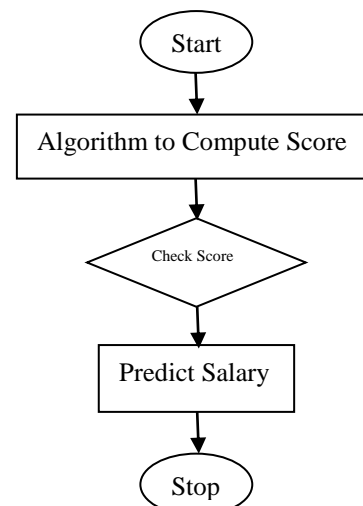 Start
Algorithm to Compute Score
Check Score
Predict Salary
Stop